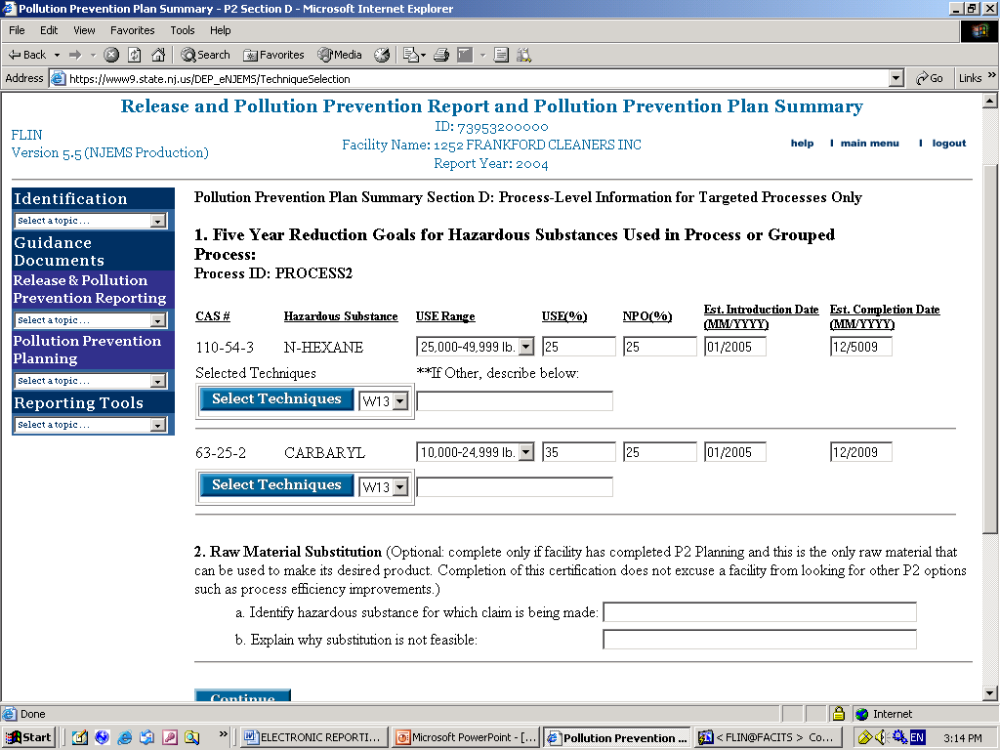 Pollution Prevention Plan Summary - P2 Section D - Microsoft Internet Explorer
File Edit View Favorites Tools Help
Back Search Favorites Media
Address https://www9.state.nj.us/DEP_eNJEMS/TechniqueSelection Go Links »
Release and Pollution Prevention Report and Pollution Prevention Plan Summary
FLIN
Version 5.5 (NJEMS Production)
ID: 73953200000
Facility Name: 1252 FRANKFORD CLEANERS INC
Report Year: 2004
help I main menu I logout
Identification
Select a topic...
Guidance
Documents
Release & Pollution
Prevention Reporting
Select a topic...
Pollution Prevention
Planning
Select a topic...
Reporting Tools
Select a topic...
Pollution Prevention Plan Summary Section D: Process-Level Information for Targeted Processes Only
1. Five Year Reduction Goals for Hazardous Substances Used in Process or Grouped
Process:
Process ID: PROCESS2
CAS # Hazardous Substance USE Range USE(%) NPO(%) Est. Introduction Date (MM/YYYY) Est. Completion Date (MM/YYYY)
110-54-3 N-HEXANE 25,000-49,999 lb. 25 25 01/2005 12/5009
Selected Techniques **If Other, describe below:
Select Techniques W13
63-25-2 CARBARYL 10,000-24,999 lb. 35 25 01/2005 12/2009
Select Techniques W13
2. Raw Material Substitution (Optional: complete only if facility has completed P2 Planning and this is the only raw material that
can be used to make its desired product. Completion of this certification does not excuse a facility from looking for other P2 options
such as process efficiency improvements.)
a. Identify hazardous substance for which claim is being made:
b. Explain why substitution is not feasible:
Continue
Done Internet
Start » ELECTRONIC REPORTI... Microsoft PowerPoint - [... Pollution Prevention ... < FLIN@FACITS > Co... EN 3:14 PM